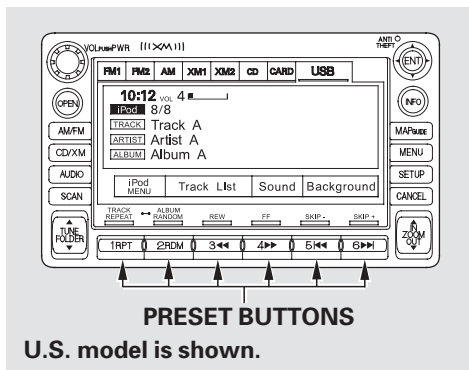 VOL PUSH PWR ((( XM )))
ANTI THEFT
FM1 FM2 AM XM1 XM2 CD CARD USB
ENT
10:12 VOL 4
iPod 8/8
OPEN
INFO
TRACK Track A
ARTIST Artist A
ALBUM Album A
AM/FM
MAP GUIDE
CD/XM
MENU
AUDIO
SETUP
iPod MENU Track List Sound Background
SCAN
CANCEL
TRACK REPEAT ALBUM RANDOM REW FF SKIP - SKIP +
TUNE FOLDER
IN ZOOM OUT
1RPT 2RDM 3◀◀ 4▶▶ 5|◀◀ 6▶▶|
PRESET BUTTONS
U.S. model is shown.